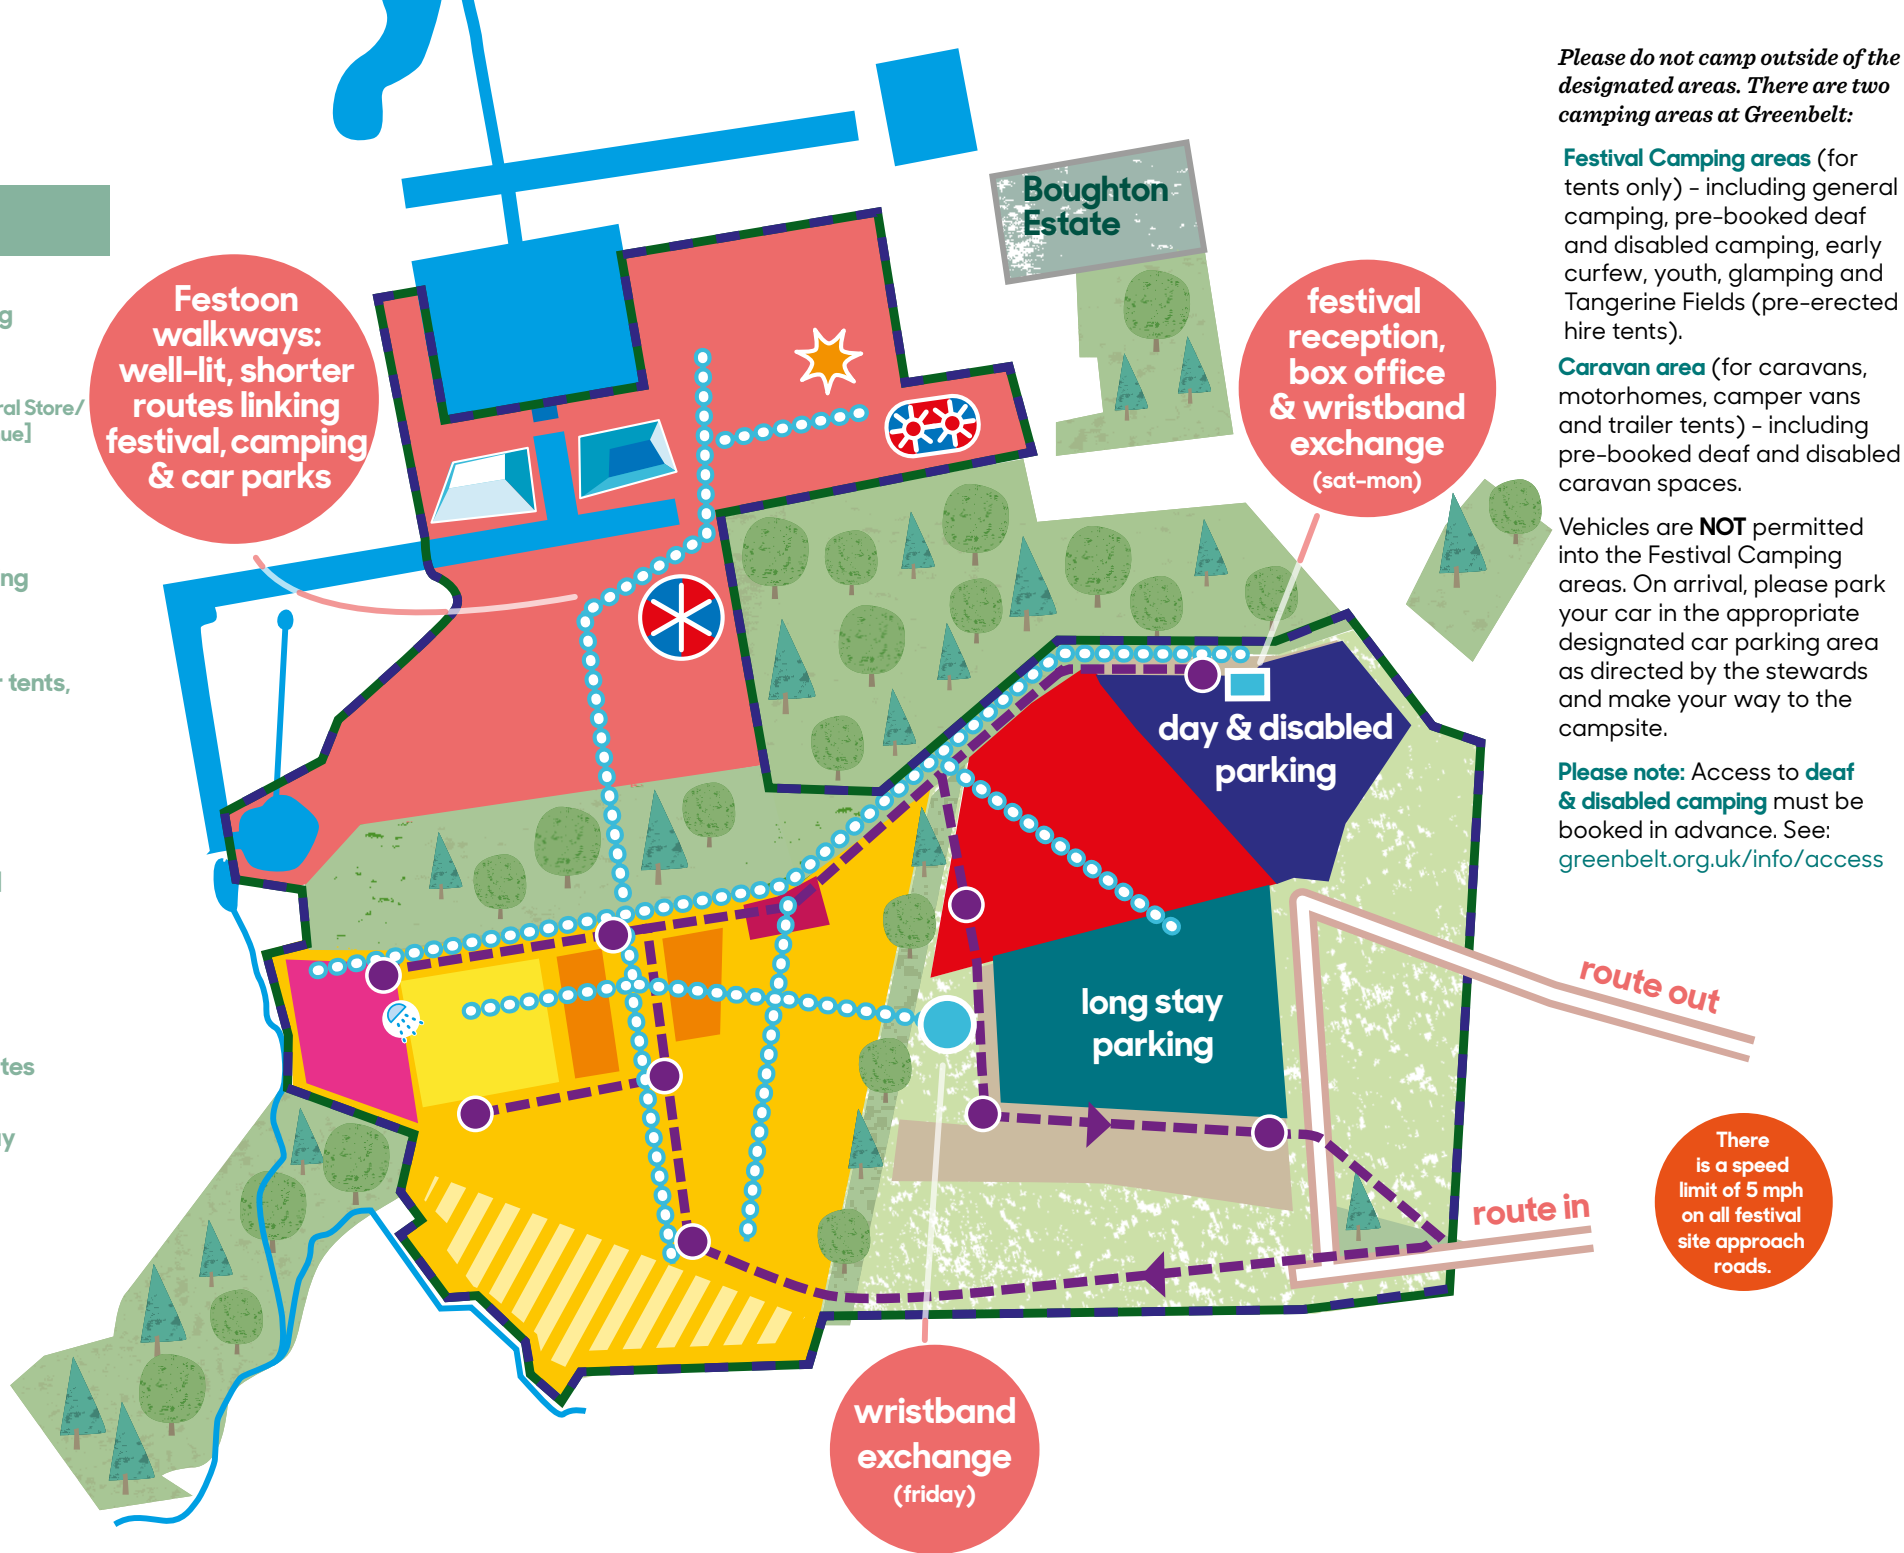 g
ral Store/
ue]
ng
r tents,
tes
y
Festoon
walkways:
well-lit, shorter
routes linking
festival, camping
& car parks
Boughton
Estate
festival
reception,
box office
& wristband
exchange
(sat-mon)
day & disabled
parking
long stay
parking
route out
route in
wristband
exchange
(friday)
There
is a speed
limit of 5 mph
on all festival
site approach
roads.
Please do not camp outside of the
designated areas. There are two
camping areas at Greenbelt:
Festival Camping areas (for
tents only) - including general
camping, pre-booked deaf
and disabled camping, early
curfew, youth, glamping and
Tangerine Fields (pre-erected
hire tents).
Caravan area (for caravans,
motorhomes, camper vans
and trailer tents) - including
pre-booked deaf and disabled
caravan spaces.
Vehicles are NOT permitted
into the Festival Camping
areas. On arrival, please park
your car in the appropriate
designated car parking area
as directed by the stewards
and make your way to the
campsite.
Please note: Access to deaf
& disabled camping must be
booked in advance. See:
greenbelt.org.uk/info/access